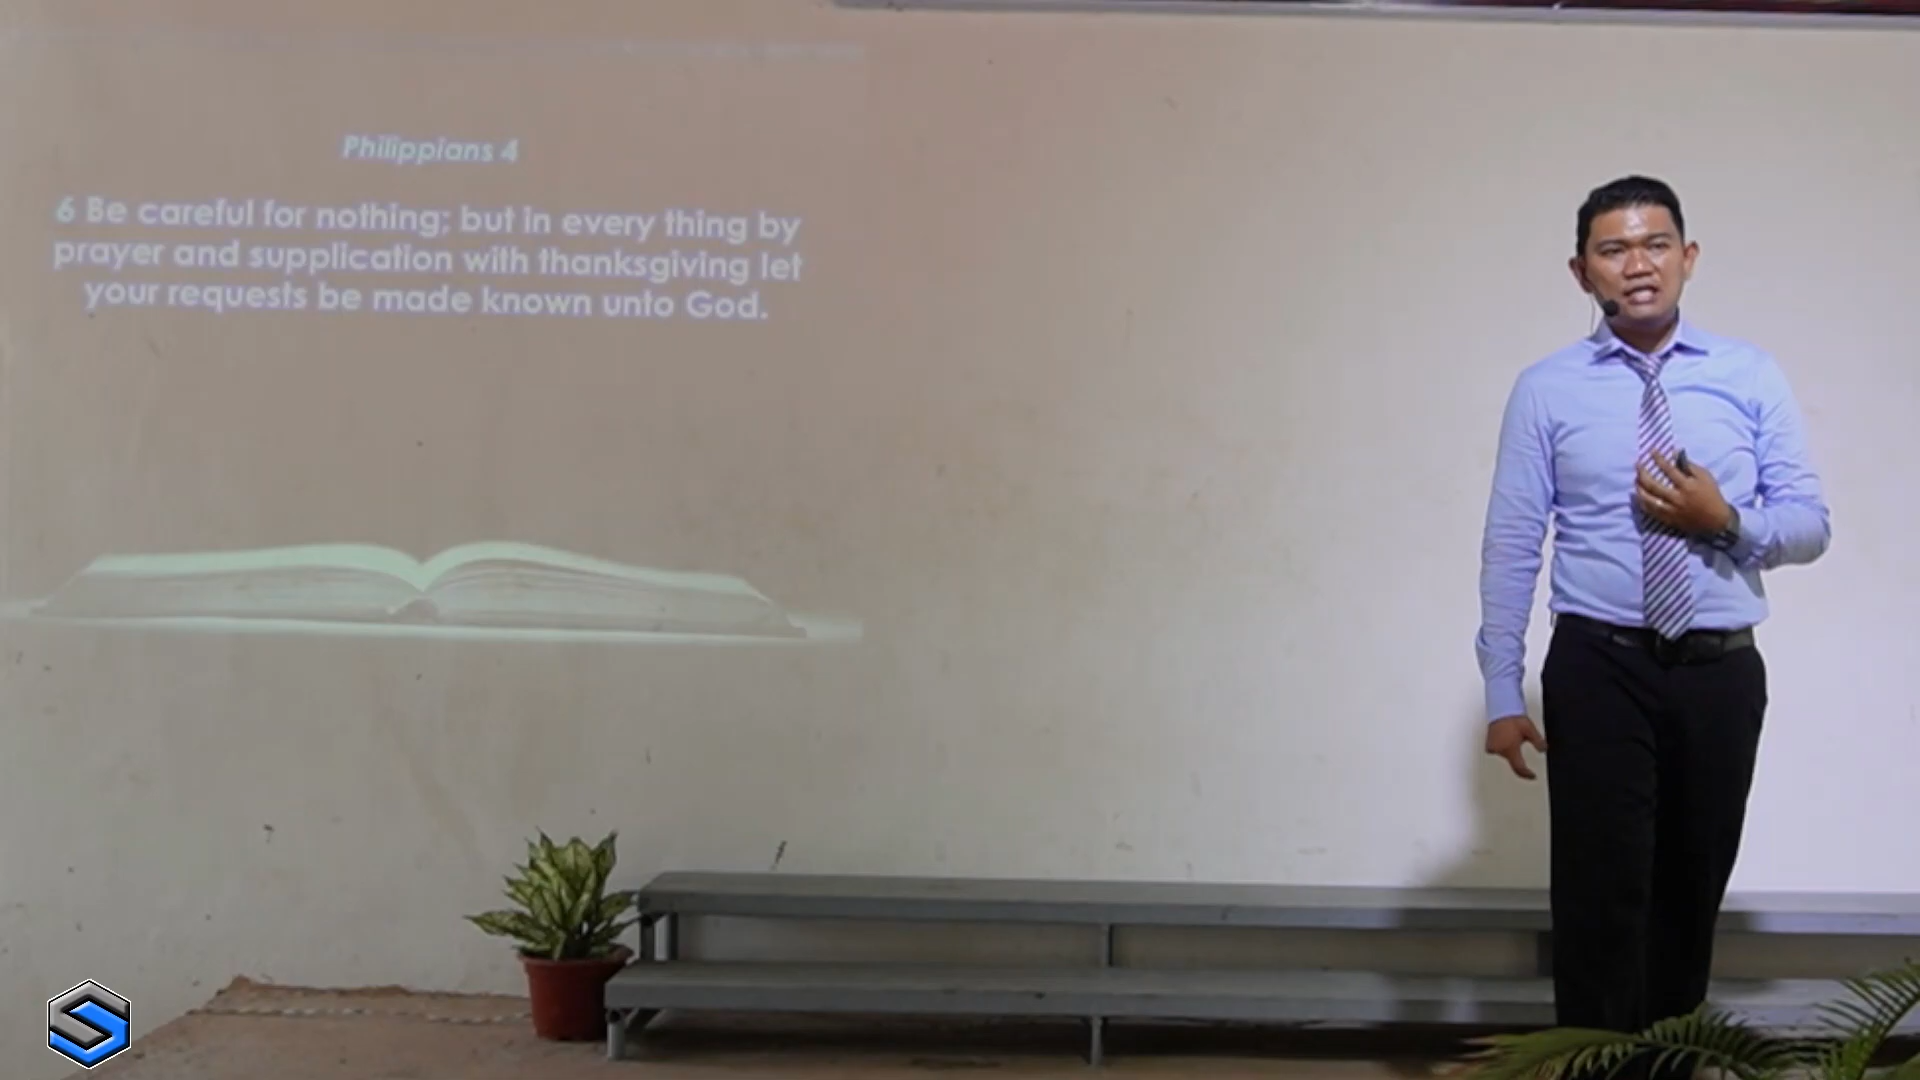 Philippians 4
6 Be careful for nothing; but in every thing by
prayer and supplication with thanksgiving let
your requests be made known unto God.